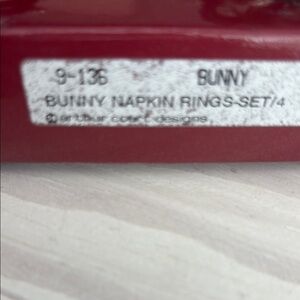 9-136 BUNNY
BUNNY NAPKIN RINGS-SET/4
© arthur court designs